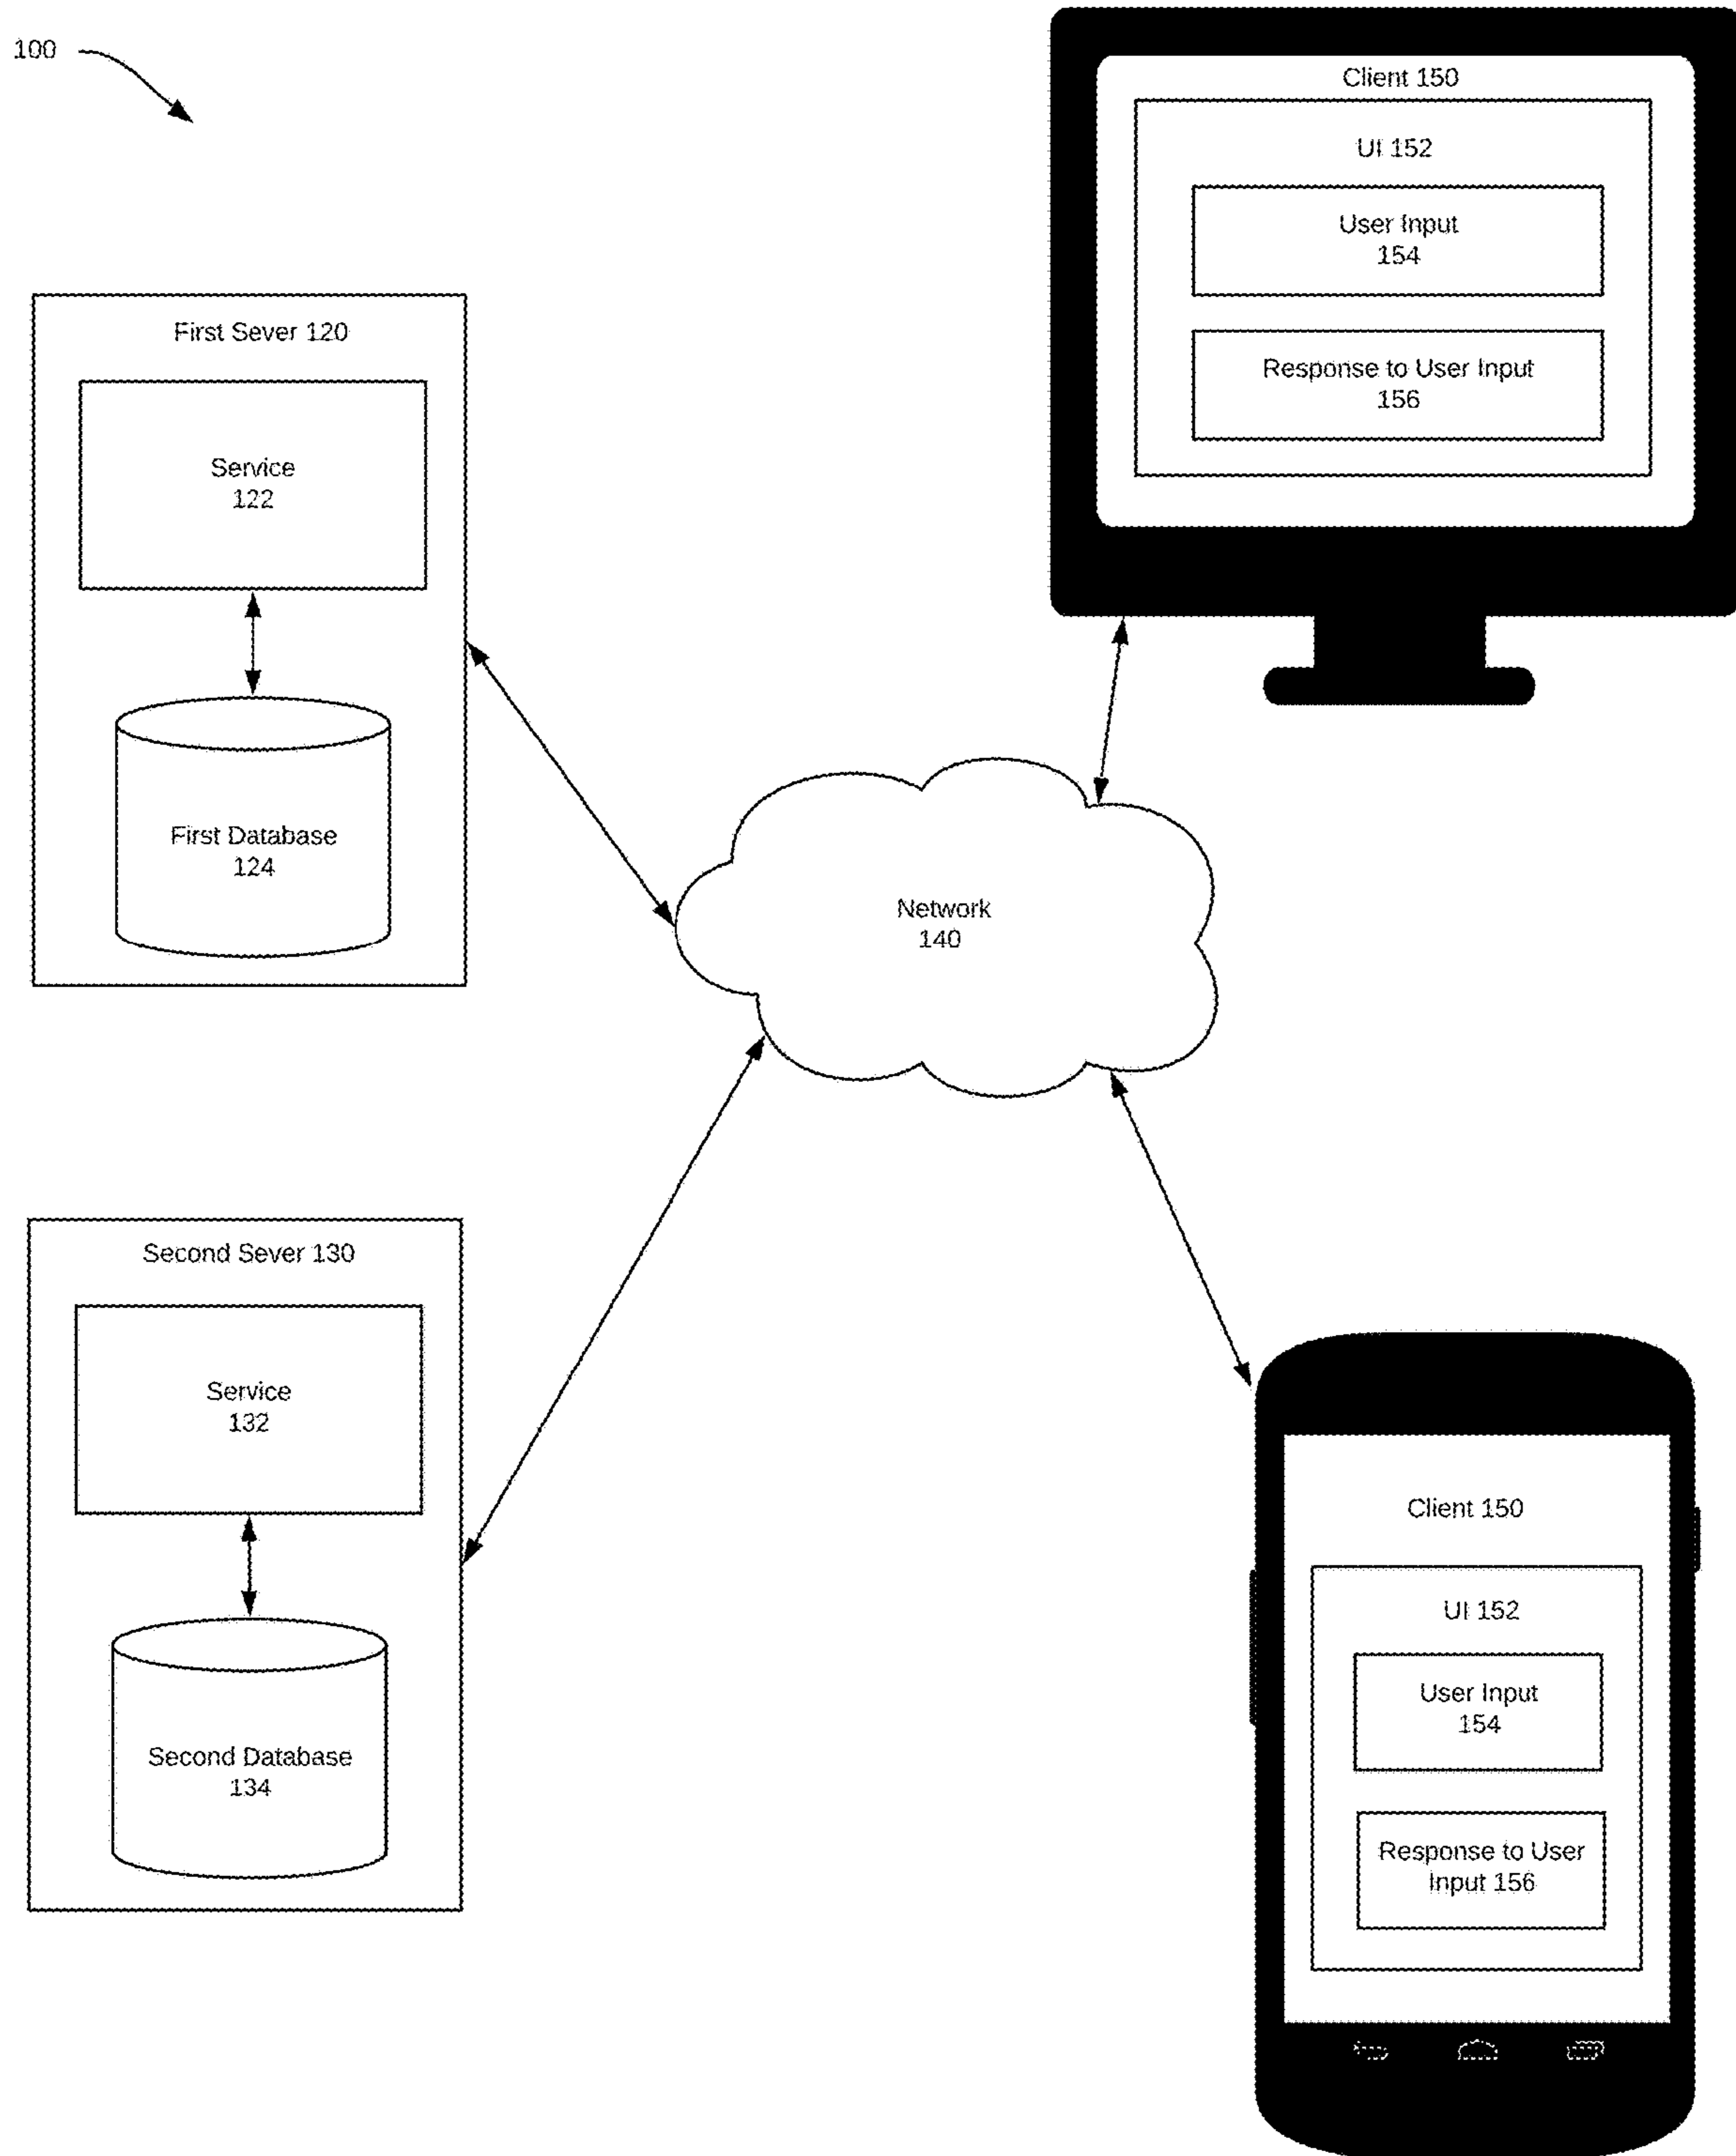 100
Client 150
UI 152
User Input
154
Response to User Input
156
First Sever 120
Service
122
First Database
124
Network
140
Second Sever 130
Service
132
Second Database
134
Client 150
UI 152
User Input
154
Response to User
Input 156